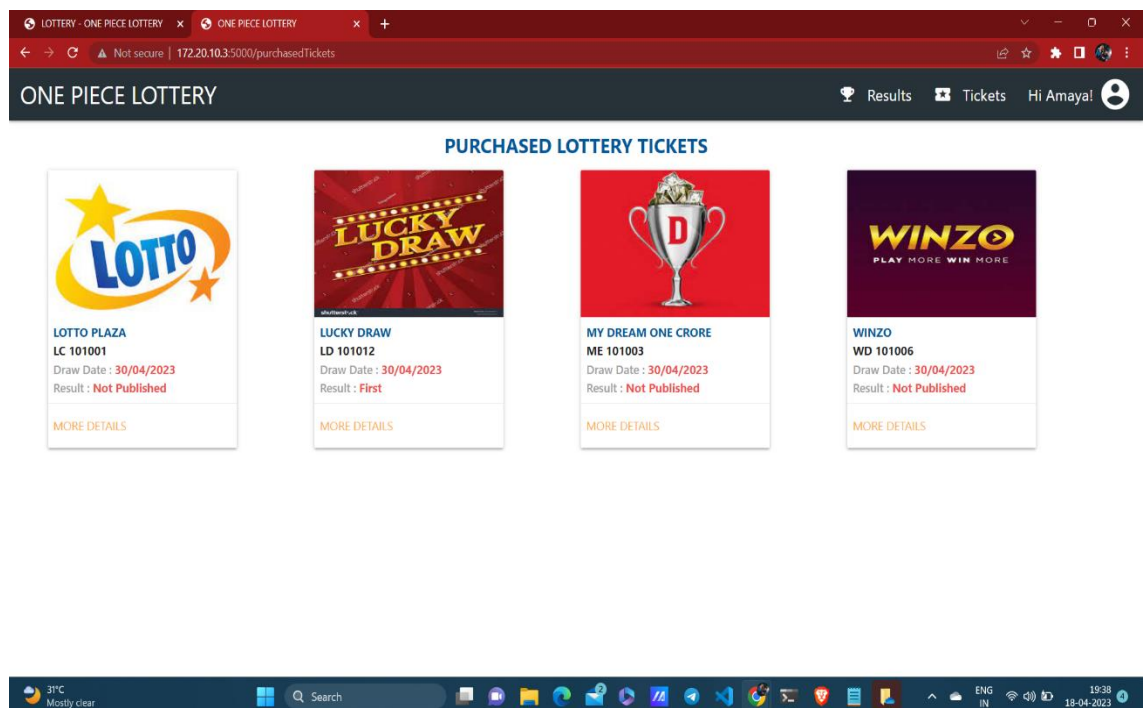 LOTTERY - ONE PIECE LOTTERY
ONE PIECE LOTTERY
Not secure | 172.20.10.3:5000/purchasedTickets
ONE PIECE LOTTERY
Results
Tickets
Hi Amaya!
PURCHASED LOTTERY TICKETS
LOTTO
LOTTO PLAZA
LC 101001
Draw Date : 30/04/2023
Result : Not Published
MORE DETAILS
LUCKY
DRAW
shutterstock
LUCKY DRAW
LD 101012
Draw Date : 30/04/2023
Result : First
MORE DETAILS
D
MY DREAM ONE CRORE
ME 101003
Draw Date : 30/04/2023
Result : Not Published
MORE DETAILS
WINZO
PLAY MORE WIN MORE
WINZO
WD 101006
Draw Date : 30/04/2023
Result : Not Published
MORE DETAILS
31°C
Mostly clear
Search
2
ENG
IN
19:38
18-04-2023
4